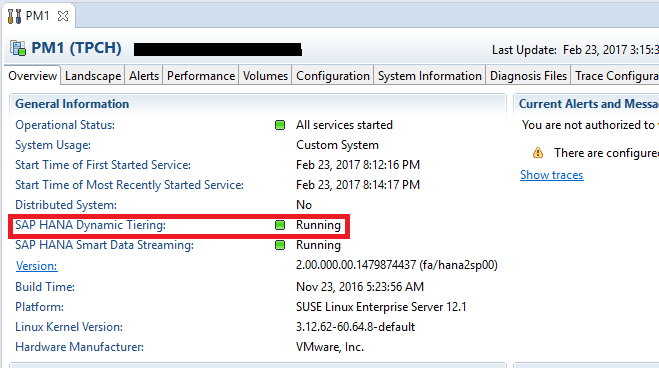 PM1
PM1 (TPCH)
Last Update: Feb 23, 2017 3:15:3
Overview Landscape Alerts Performance Volumes Configuration System Information Diagnosis Files Trace Configura
General Information
Operational Status: All services started
System Usage: Custom System
Start Time of First Started Service: Feb 23, 2017 8:12:16 PM
Start Time of Most Recently Started Service: Feb 23, 2017 8:14:17 PM
Distributed System: No
SAP HANA Dynamic Tiering: Running
SAP HANA Smart Data Streaming: Running
Version: 2.00.000.00.1479874437 (fa/hana2sp00)
Build Time: Nov 23, 2016 5:23:56 AM
Platform: SUSE Linux Enterprise Server 12.1
Linux Kernel Version: 3.12.62-60.64.8-default
Hardware Manufacturer: VMware, Inc.
Current Alerts and Messa
You are not authorized to
There are configured
Show traces